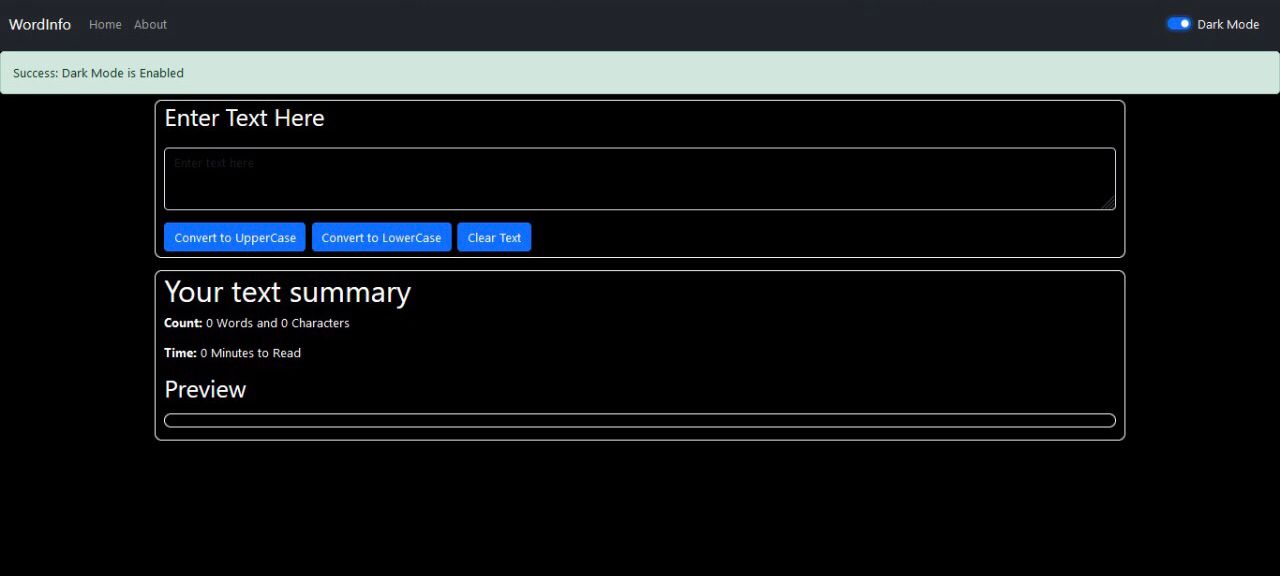 WordInfo Home About Dark Mode
Success: Dark Mode is Enabled
Enter Text Here
Enter text here
Convert to UpperCase Convert to LowerCase Clear Text
Your text summary
Count: 0 Words and 0 Characters
Time: 0 Minutes to Read
Preview